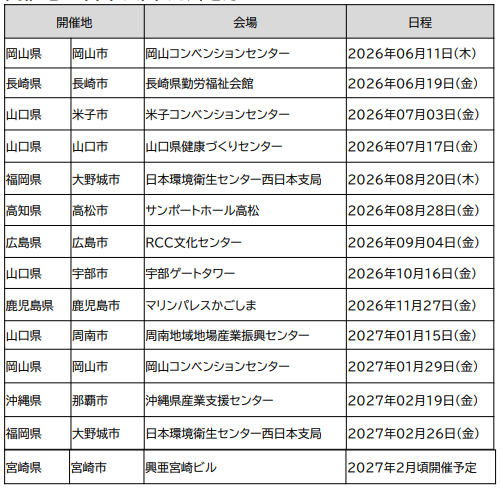 開催地 会場 日程
岡山県 岡山市 岡山コンベンションセンター 2026年06月11日(木)
長崎県 長崎市 長崎県勤労福祉会館 2026年06月19日(金)
山口県 米子市 米子コンベンションセンター 2026年07月03日(金)
山口県 山口市 山口県健康づくりセンター 2026年07月17日(金)
福岡県 大野城市 日本環境衛生センター西日本支局 2026年08月20日(木)
高知県 高松市 サンポートホール高松 2026年08月28日(金)
広島県 広島市 RCC文化センター 2026年09月04日(金)
山口県 宇部市 宇部ゲートタワー 2026年10月16日(金)
鹿児島県 鹿児島市 マリンパレスかごしま 2026年11月27日(金)
山口県 周南市 周南地域地場産業振興センター 2027年01月15日(金)
岡山県 岡山市 岡山コンベンションセンター 2027年01月29日(金)
沖縄県 那覇市 沖縄県産業支援センター 2027年02月19日(金)
福岡県 大野城市 日本環境衛生センター西日本支局 2027年02月26日(金)
宮崎県 宮崎市 興亜宮崎ビル 2027年2月頃開催予定